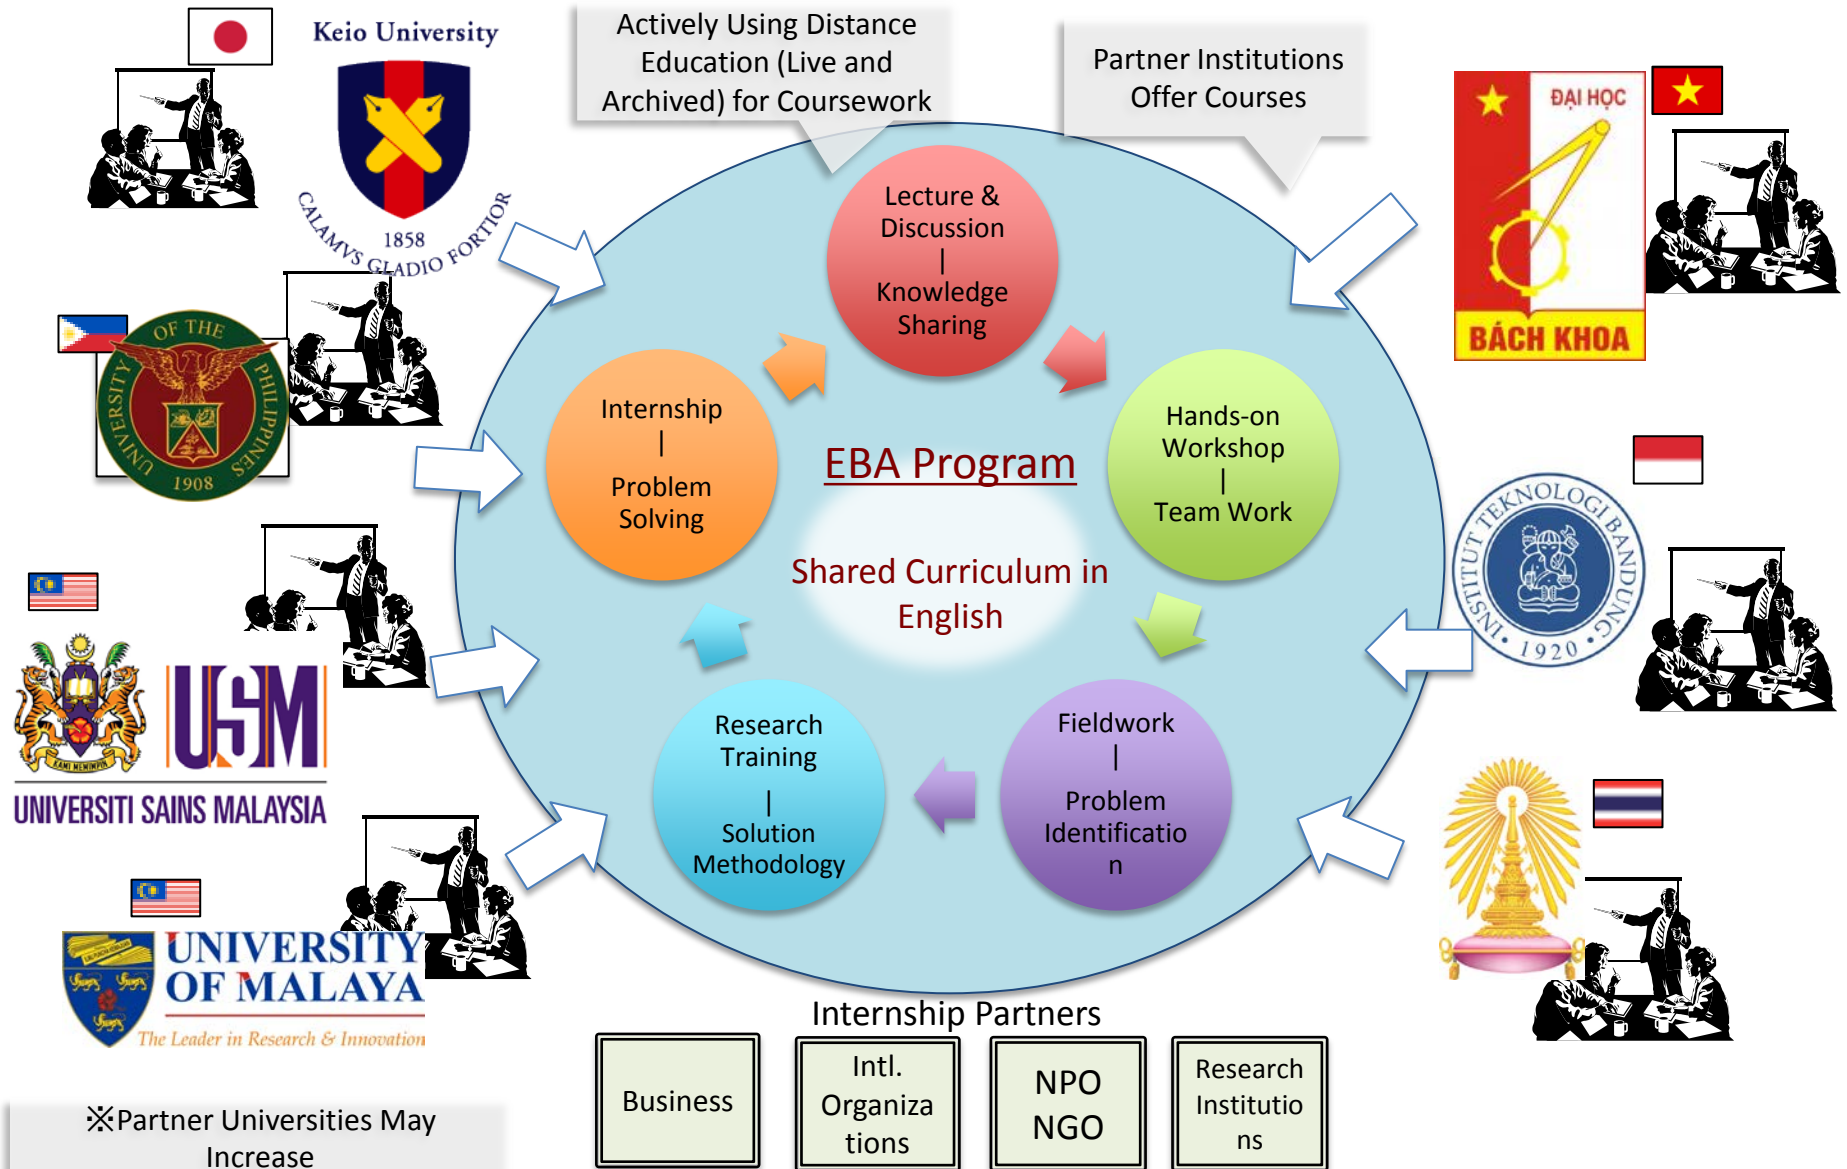 Keio University
CALAMVS GLADIO FORTIOR
1858
Actively Using Distance
Education (Live and
Archived) for Coursework
Partner Institutions
Offer Courses
ĐẠI HỌC
BÁCH KHOA
UNIVERSITY OF THE PHILIPPINES
1908
Lecture &
Discussion
|
Knowledge
Sharing
Internship
|
Problem
Solving
Hands-on
Workshop
|
Team Work
EBA Program
Shared Curriculum in
English
INSTITUT TEKNOLOGI BANDUNG
1920
KAMI MEMIMPIN
USM
UNIVERSITI SAINS MALAYSIA
Research
Training
|
Solution
Methodology
Fieldwork
|
Problem
Identificatio
n
UNIVERSITY
OF MALAYA
The Leader in Research & Innovation
Internship Partners
Business
Intl.
Organiza
tions
NPO
NGO
Research
Institutio
ns
※Partner Universities May
Increase